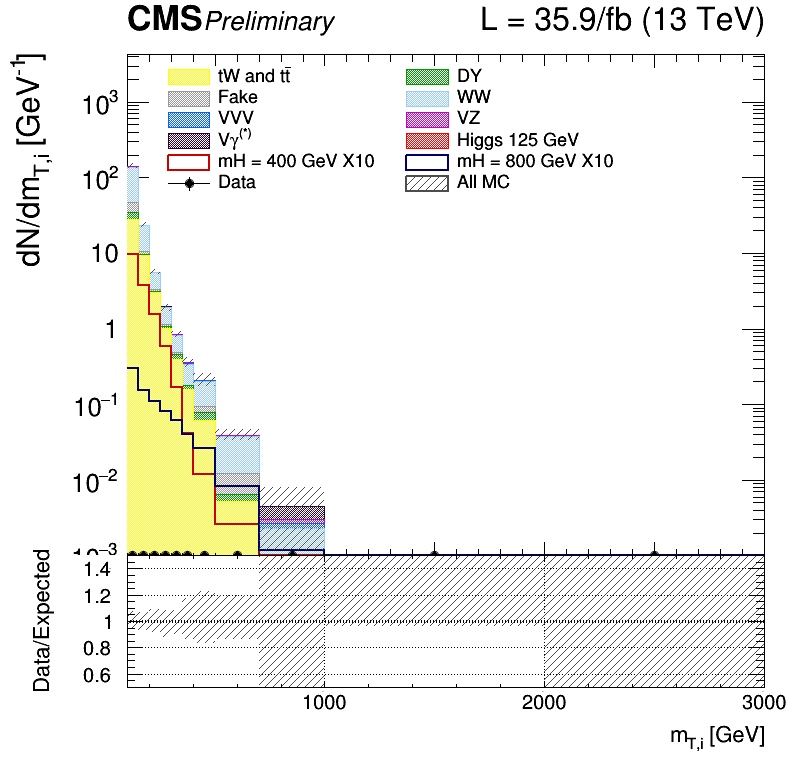 CMS Preliminary L = 35.9/fb (13 TeV)
dN/dm_{T,i} [GeV⁻¹]
10³
10²
10
1
10⁻¹
10⁻²
10⁻³
tW and tt̄
DY
Fake
WW
VVV
VZ
Vγ⁽*⁾
Higgs 125 GeV
mH = 400 GeV X10
mH = 800 GeV X10
Data
All MC
Data/Expected
1.4
1.2
1
0.8
0.6
1000 2000 3000
m_{T,i} [GeV]